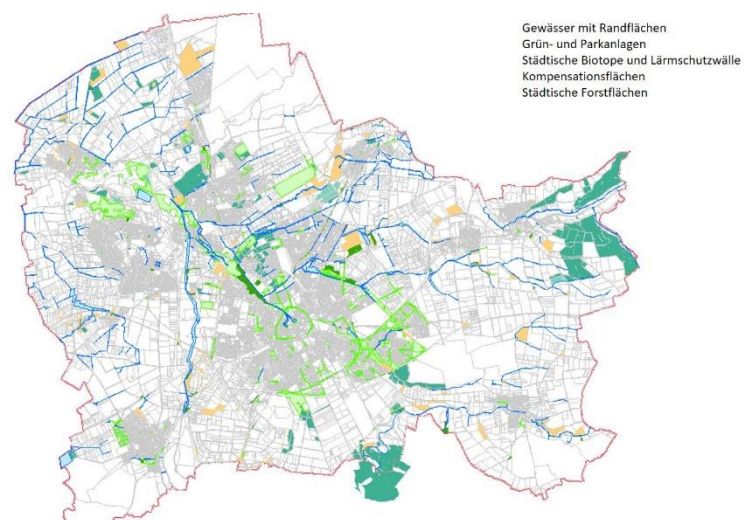 Gewässer mit Randflächen
Grün- und Parkanlagen
Städtische Biotope und Lärmschutzwälle
Kompensationsflächen
Städtische Forstflächen